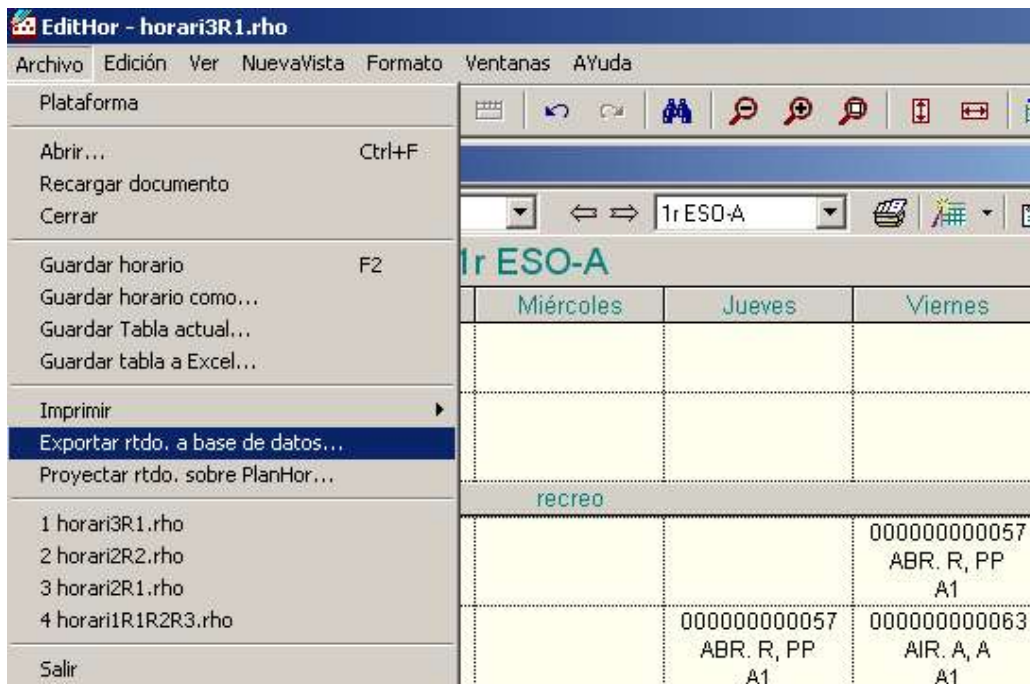 EditHor - horari3R1.rho
Archivo Edición Ver NuevaVista Formato Ventanas AYuda
Plataforma
Abrir... Ctrl+F
Recargar documento
Cerrar
Guardar horario F2
Guardar horario como...
Guardar Tabla actual...
Guardar tabla a Excel...
Imprimir
Exportar rtdo. a base de datos...
Proyectar rtdo. sobre PlanHor...
1 horari3R1.rho
2 horari2R2.rho
3 horari2R1.rho
4 horari1R1R2R3.rho
Salir
1r ESO-A
1r ESO-A
Miércoles Jueves Viernes
recreo
000000000057
ABR. R, PP
A1
000000000057 000000000063
ABR. R, PP AIR. A, A
A1 A1